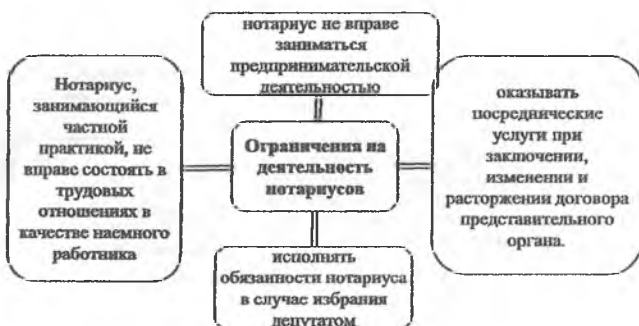 нотариус не вправе
заниматься
предпринимательской
деятельностью
Нотариус,
занимающийся
частной
практикой, не
вправе состоять в
трудовых
отношениях в
качестве наемного
работника
Ограничения на
деятельность
нотариусов
оказывать
посреднические
услуги при
заключении,
изменении и
расторжении договора
представительного
органа.
исполнять
обязанности нотариуса
в случае избрания
депутатом